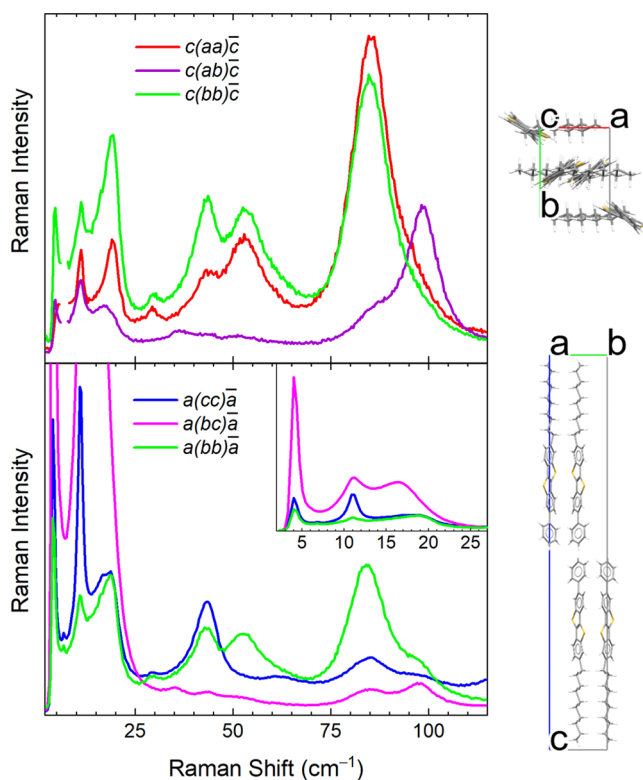 Raman Intensity
c(aa)c̅
c(ab)c̅
c(bb)c̅
c
a
b
Raman Intensity
a(cc)a̅
a(bc)a̅
a(bb)a̅
5 10 15 20 25
a
b
c
25 50 75 100
Raman Shift (cm⁻¹)